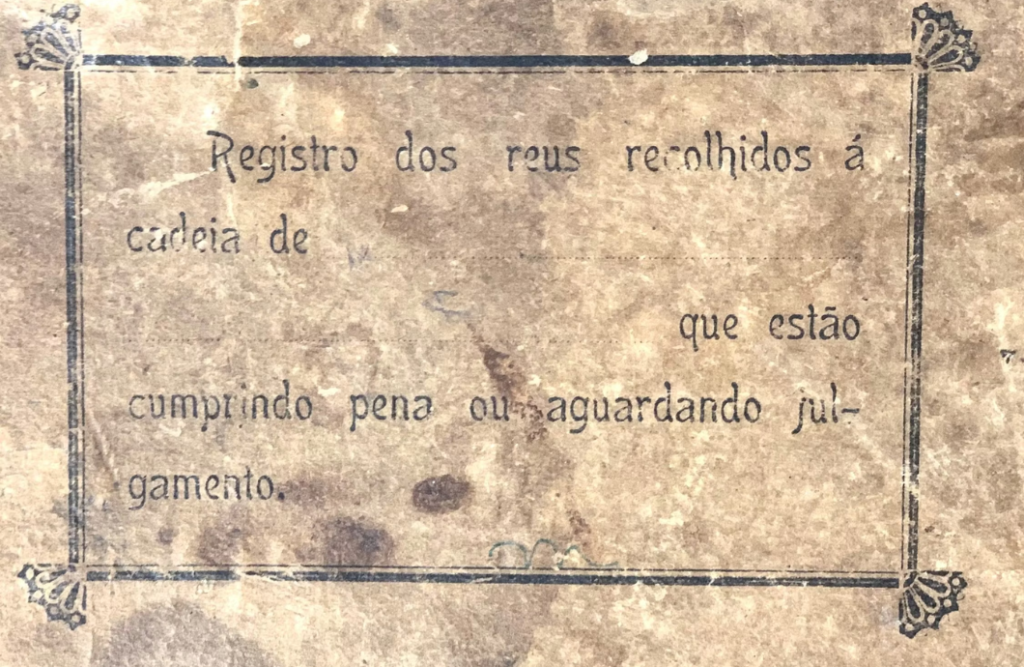 Registro dos reus recolhidos á
cadeia de
que estão
cumprindo pena ou aguardando jul-
gamento.